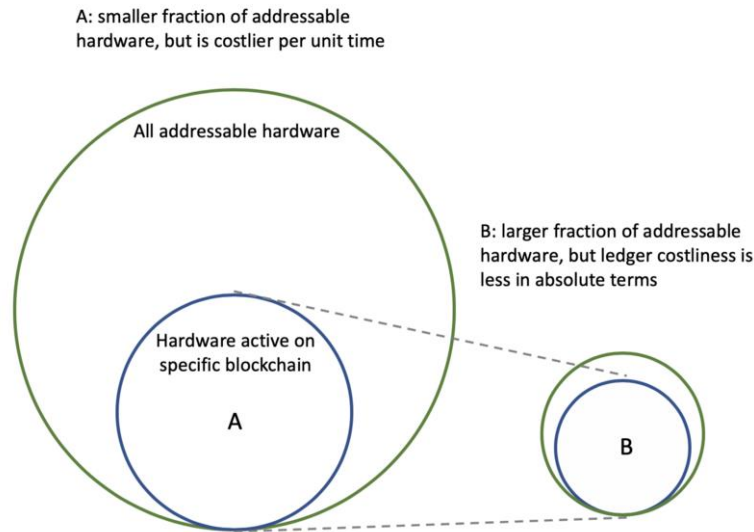 A: smaller fraction of addressable
hardware, but is costlier per unit time
All addressable hardware
B: larger fraction of addressable
hardware, but ledger costliness is
less in absolute terms
Hardware active on
specific blockchain
A
B